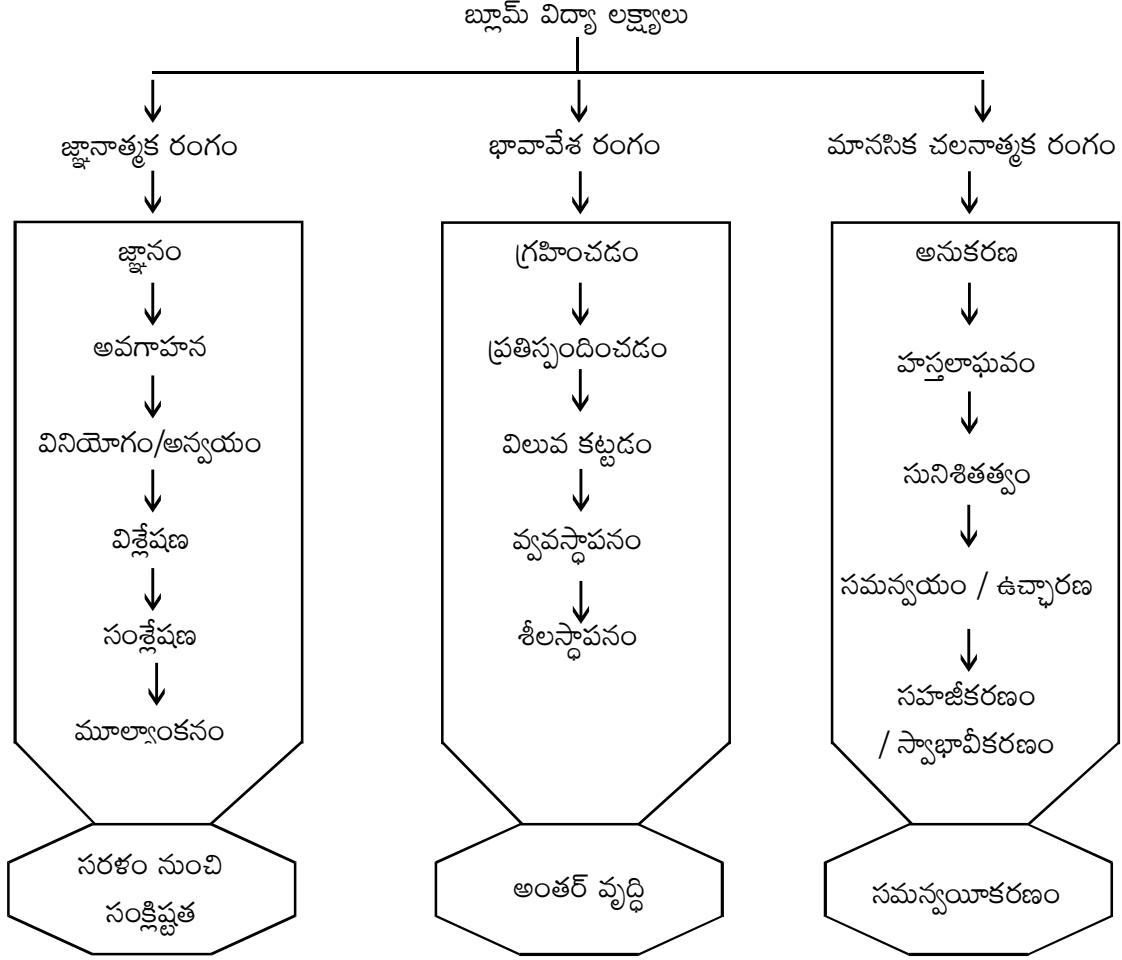 బ్లూమ్ విద్యా లక్ష్యాలు
జ్ఞానాత్మక రంగం
జ్ఞానం
అవగాహన
వినియోగం/అన్వయం
విశ్లేషణ
సంశ్లేషణ
మూల్యాంకనం
సరళం నుంచి
సంక్లిష్టత
భావావేశ రంగం
గ్రహించడం
ప్రతిస్పందించడం
విలువ కట్టడం
వ్వవస్థాపనం
శీలస్థాపనం
అంతర్ వృద్ధి
మానసిక చలనాత్మక రంగం
అనుకరణ
హస్తలాఘవం
సునిశితత్వం
సమన్వయం / ఉచ్ఛారణ
సహజీకరణం
/ స్వాభావీకరణం
సమన్వయీకరణం